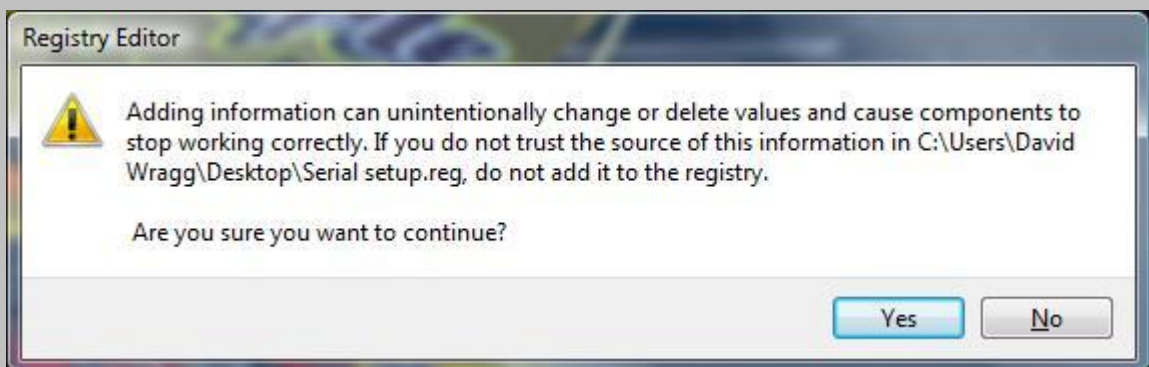 Registry Editor
Adding information can unintentionally change or delete values and cause components to
stop working correctly. If you do not trust the source of this information in C:\Users\David
Wragg\Desktop\Serial setup.reg, do not add it to the registry.
Are you sure you want to continue?
Yes No